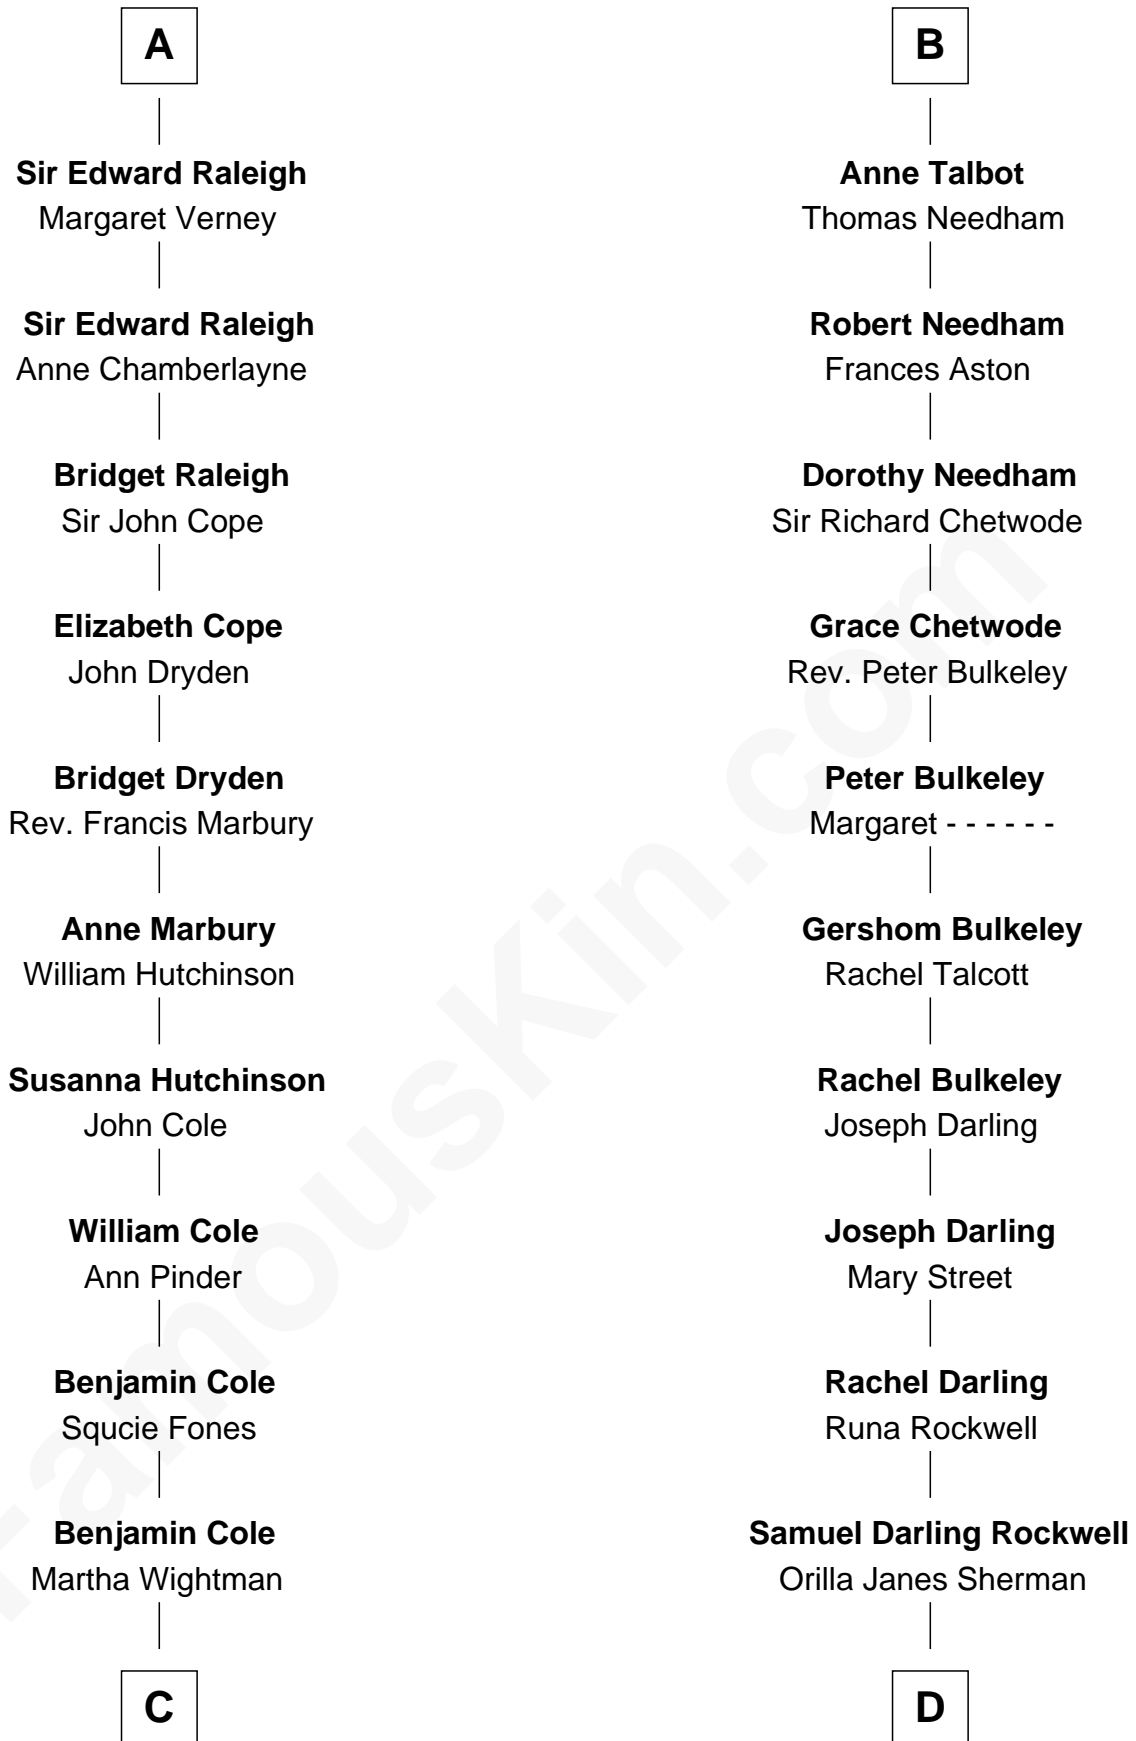 A
Sir Edward Raleigh
Margaret Verney
Sir Edward Raleigh
Anne Chamberlayne
Bridget Raleigh
Sir John Cope
Elizabeth Cope
John Dryden
Bridget Dryden
Rev. Francis Marbury
Anne Marbury
William Hutchinson
Susanna Hutchinson
John Cole
William Cole
Ann Pinder
Benjamin Cole
Squcie Fones
Benjamin Cole
Martha Wightman
C
B
Anne Talbot
Thomas Needham
Robert Needham
Frances Aston
Dorothy Needham
Sir Richard Chetwode
Grace Chetwode
Rev. Peter Bulkeley
Peter Bulkeley
Margaret - - - - - -
Gershom Bulkeley
Rachel Talcott
Rachel Bulkeley
Joseph Darling
Joseph Darling
Mary Street
Rachel Darling
Runa Rockwell
Samuel Darling Rockwell
Orilla Janes Sherman
D
FamousKin.com